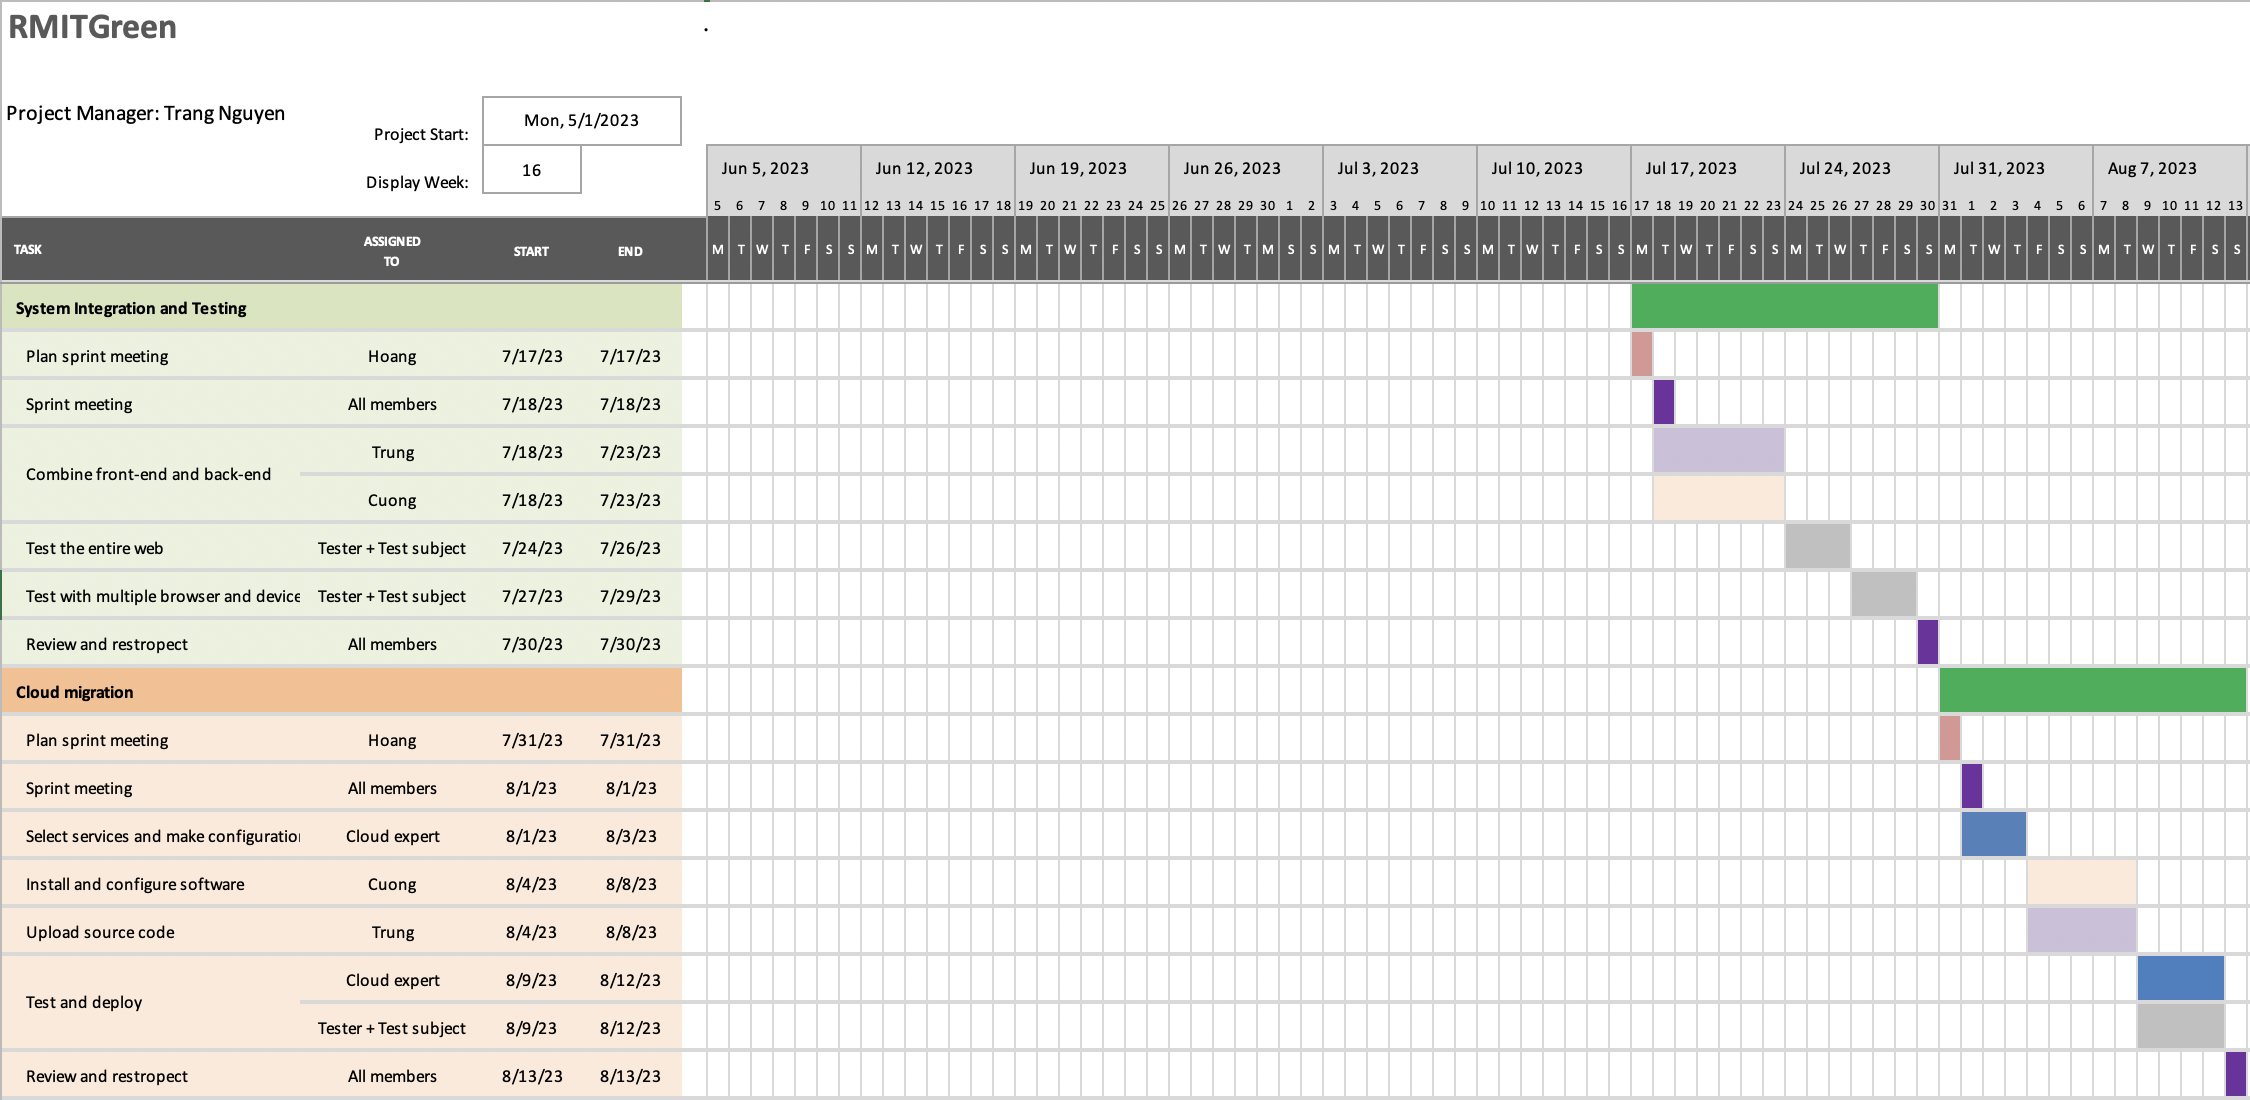 RMITGreen
.
Project Manager: Trang Nguyen
Project Start: Mon, 5/1/2023
Display Week: 16
Jun 5, 2023 Jun 12, 2023 Jun 19, 2023 Jun 26, 2023 Jul 3, 2023 Jul 10, 2023 Jul 17, 2023 Jul 24, 2023 Jul 31, 2023 Aug 7, 2023
5 6 7 8 9 10 11 12 13 14 15 16 17 18 19 20 21 22 23 24 25 26 27 28 29 30 1 2 3 4 5 6 7 8 9 10 11 12 13 14 15 16 17 18 19 20 21 22 23 24 25 26 27 28 29 30 31 1 2 3 4 5 6 7 8 9 10 11 12 13
TASK ASSIGNED TO START END M T W T F S S M T W T F S S M T W T F S S M T W T M S S M T W T F S S M T W T F S S M T W T F S S M T W T F S S M T W T F S S M T W T F S S
System Integration and Testing
Plan sprint meeting Hoang 7/17/23 7/17/23
Sprint meeting All members 7/18/23 7/18/23
Combine front-end and back-end Trung 7/18/23 7/23/23
Cuong 7/18/23 7/23/23
Test the entire web Tester + Test subject 7/24/23 7/26/23
Test with multiple browser and device Tester + Test subject 7/27/23 7/29/23
Review and restropect All members 7/30/23 7/30/23
Cloud migration
Plan sprint meeting Hoang 7/31/23 7/31/23
Sprint meeting All members 8/1/23 8/1/23
Select services and make configuration Cloud expert 8/1/23 8/3/23
Install and configure software Cuong 8/4/23 8/8/23
Upload source code Trung 8/4/23 8/8/23
Test and deploy Cloud expert 8/9/23 8/12/23
Tester + Test subject 8/9/23 8/12/23
Review and restropect All members 8/13/23 8/13/23